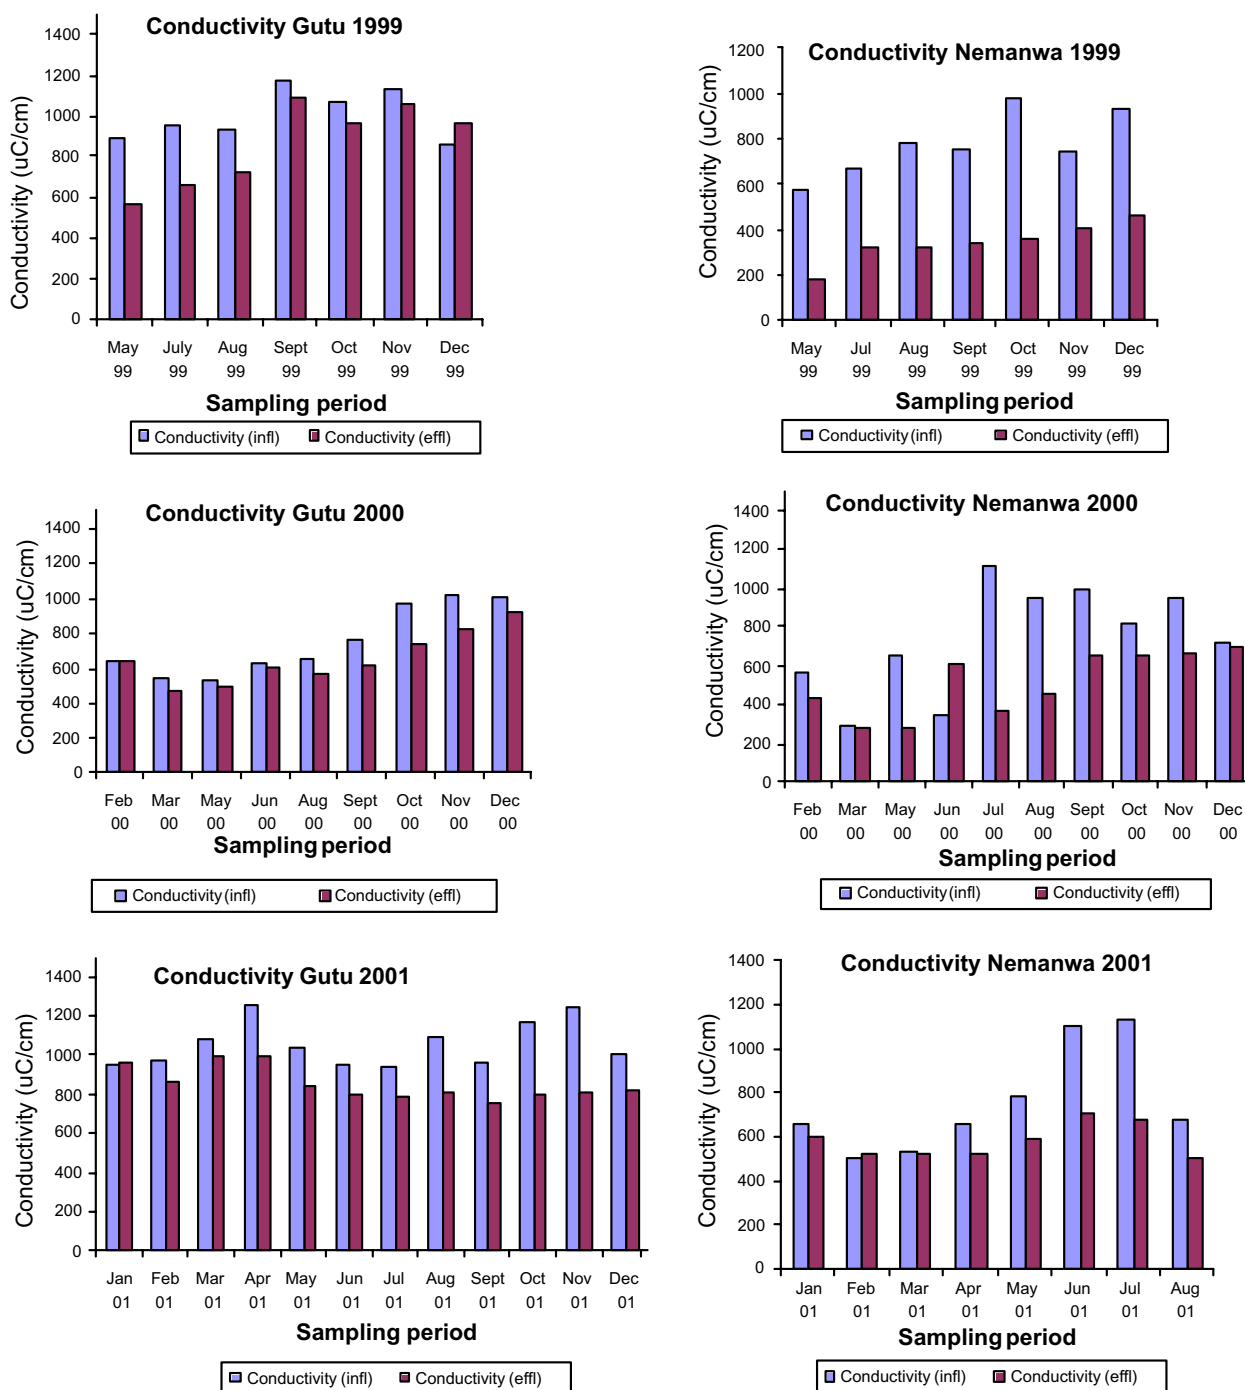 Conductivity Gutu 1999
Conductivity (uC/cm)
1400
1200
1000
800
600
400
200
0
May July Aug Sept Oct Nov Dec
99 99 99 99 99 99 99
Sampling period
Conductivity (infl) Conductivity (effl)
Conductivity Nemanwa 1999
Conductivity (uC/cm)
1200
1000
800
600
400
200
0
May Jul Aug Sept Oct Nov Dec
99 99 99 99 99 99 99
Sampling period
Conductivity (infl) Conductivity (effl)
Conductivity Gutu 2000
Conductivity (uC/cm)
1400
1200
1000
800
600
400
200
0
Feb Mar May Jun Aug Sept Oct Nov Dec
00 00 00 00 00 00 00 00 00
Sampling period
Conductivity (infl) Conductivity (effl)
Conductivity Nemanwa 2000
Conductivity (uC/cm)
1400
1200
1000
800
600
400
200
0
Feb Mar May Jun Jul Aug Sept Oct Nov Dec
00 00 00 00 00 00 00 00 00 00
Sampling period
Conductivity (infl) Conductivity (effl)
Conductivity Gutu 2001
Conductivity (uC/cm)
1400
1200
1000
800
600
400
200
0
Jan Feb Mar Apr May Jun Jul Aug Sept Oct Nov Dec
01 01 01 01 01 01 01 01 01 01 01 01
Sampling period
Conductivity (infl) Conductivity (effl)
Conductivity Nemanwa 2001
Conductivity (uC/cm)
1400
1200
1000
800
600
400
200
0
Jan Feb Mar Apr May Jun Jul Aug
01 01 01 01 01 01 01 01
Sampling period
Conductivity (infl) Conductivity (effl)